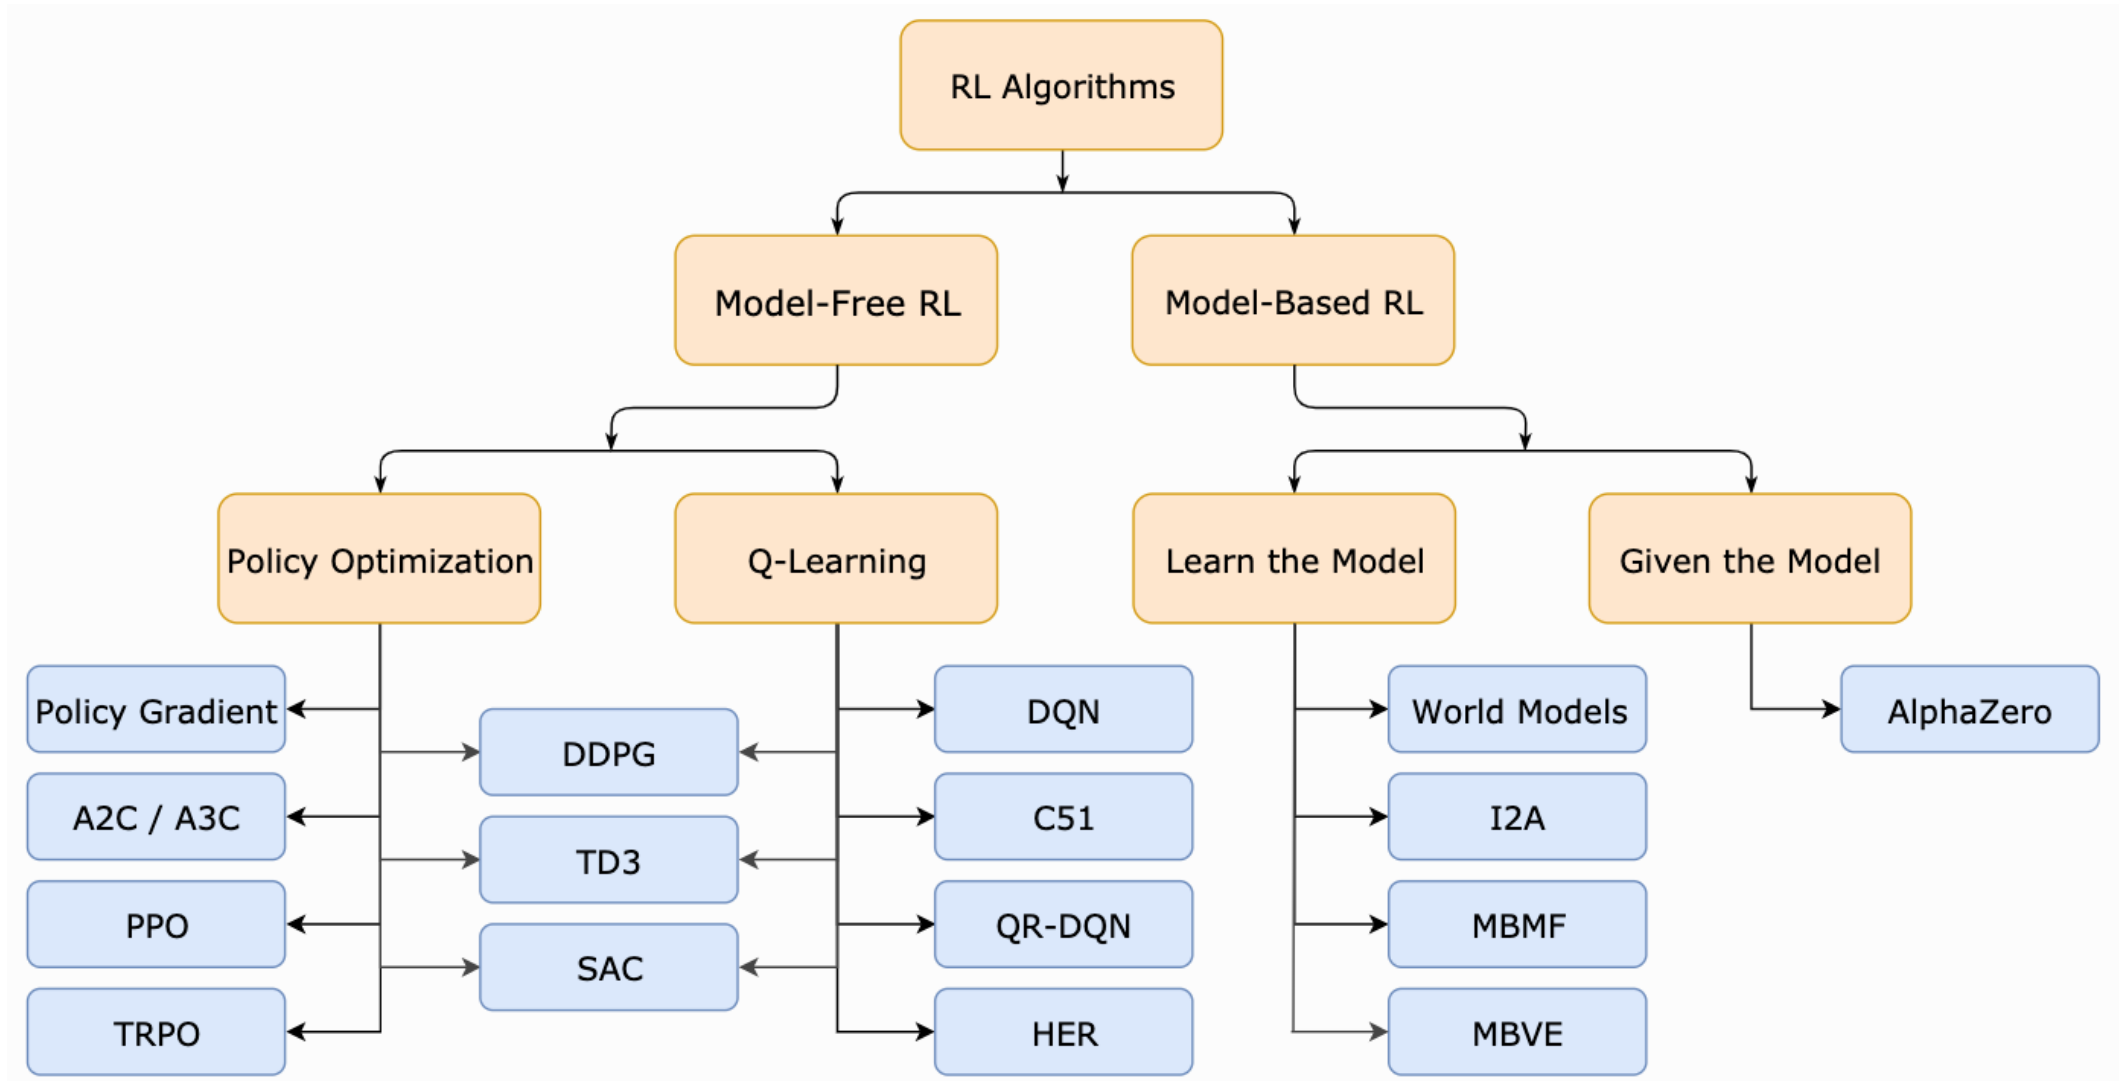 RL Algorithms
Model-Free RL
Model-Based RL
Policy Optimization
Q-Learning
Learn the Model
Given the Model
Policy Gradient
A2C / A3C
PPO
TRPO
DDPG
TD3
SAC
DQN
C51
QR-DQN
HER
World Models
I2A
MBMF
MBVE
AlphaZero